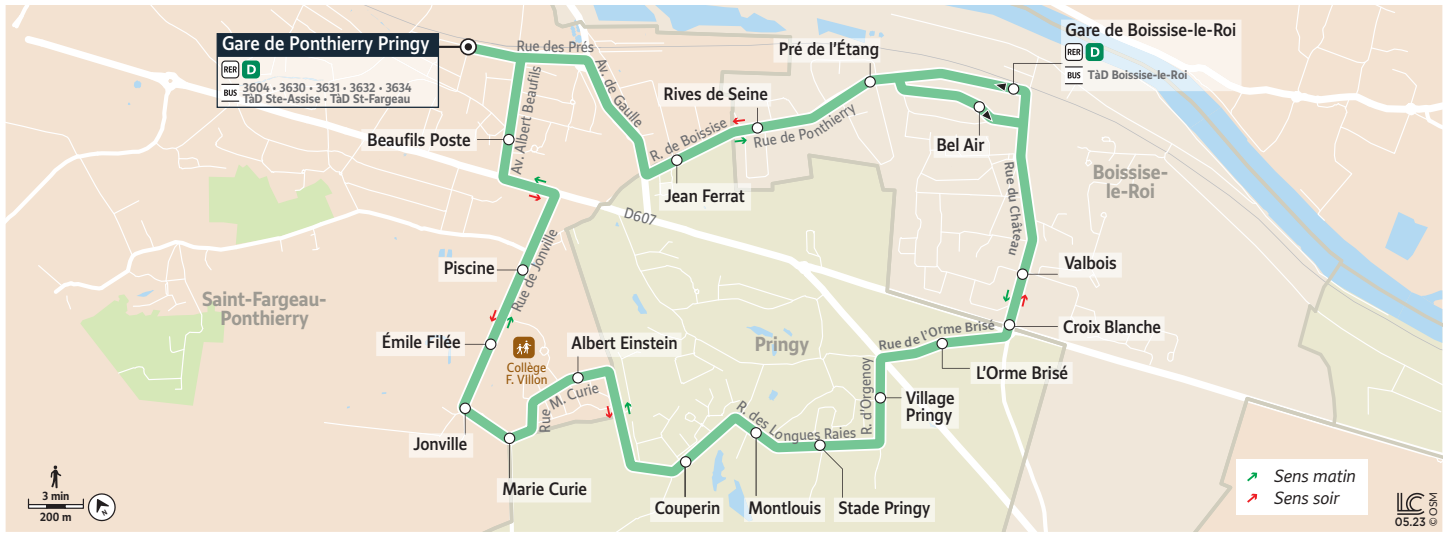 Gare de Ponthierry Pringy
RER D
BUS 3604 • 3630 • 3631 • 3632 • 3634
TàD Ste-Assise • TàD St-Fargeau
Rue des Prés
Av. de Gaulle
Av. Albert Beaufils
Beaufils Poste
Pré de l'Étang
Rives de Seine
R. de Boissise
Rue de Ponthierry
Jean Ferrat
Gare de Boissise-le-Roi
RER D
BUS TàD Boissise-le-Roi
Bel Air
Boissise-
le-Roi
Rue du Château
D607
Piscine
Rue de Jonville
Saint-Fargeau-
Ponthierry
Émile Filée
Collège
F. Villon
Albert Einstein
Rue M. Curie
Jonville
Marie Curie
Pringy
Valbois
Croix Blanche
Rue de l'Orme Brisé
L'Orme Brisé
R. d'Orgenoy
Village
Pringy
R. des Longues Raies
Couperin
Montlouis
Stade Pringy
3 min
200 m
Sens matin
Sens soir
LC
05.23 © OSM